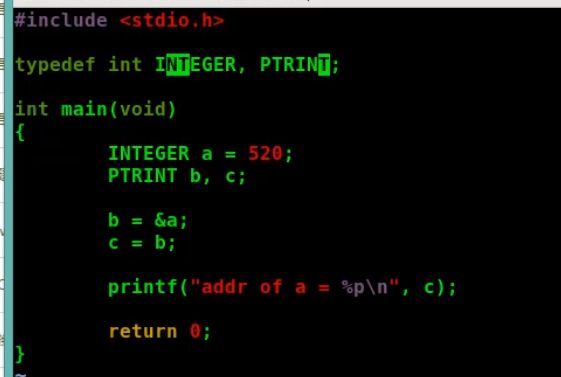 #include <stdio.h>
typedef int INTEGER, PTRINT;
int main(void)
{
INTEGER a = 520;
PTRINT b, c;
b = &a;
c = b;
printf("addr of a = %p\n", c);
return 0;
}
~